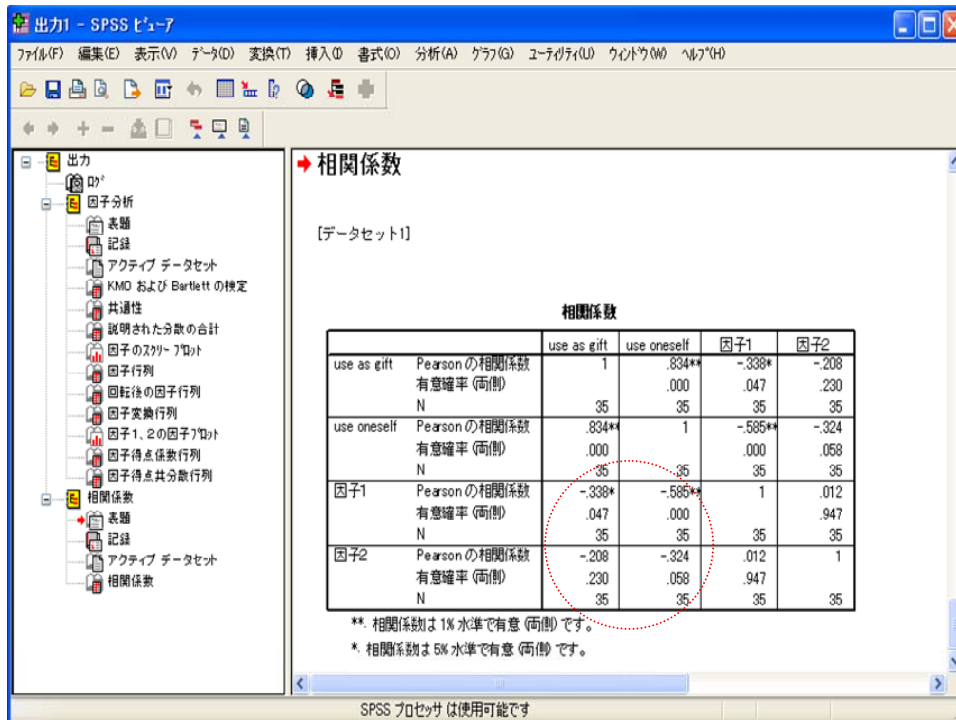 出力1 - SPSS ビューア
ファイル(F) 編集(E) 表示(V) データ(D) 変換(T) 挿入(I) 書式(O) 分析(A) グラフ(G) ユーティリティ(U) ウィンドウ(W) ヘルプ(H)
出力
ログ
因子分析
表題
記録
アクティブ データセット
KMO および Bartlett の検定
共通性
説明された分散の合計
因子のスクリー プロット
因子行列
回転後の因子行列
因子変換行列
因子1、2の因子プロット
因子得点係数行列
因子得点共分散行列
相関係数
表題
記録
アクティブ データセット
相関係数
相関係数
[データセット1]
相関係数
use as gift use oneself 因子1 因子2
use as gift Pearson の相関係数 1 .834** -.338* -.208
有意確率 (両側) .000 .047 .230
N 35 35 35 35
use oneself Pearson の相関係数 .834** 1 -.585** -.324
有意確率 (両側) .000 .000 .058
N 35 35 35 35
因子1 Pearson の相関係数 -.338* -.585** 1 .012
有意確率 (両側) .047 .000 .947
N 35 35 35 35
因子2 Pearson の相関係数 -.208 -.324 .012 1
有意確率 (両側) .230 .058 .947
N 35 35 35 35
**. 相関係数は 1% 水準で有意 (両側) です。
*. 相関係数は 5% 水準で有意 (両側) です。
SPSS プロセッサ は使用可能です